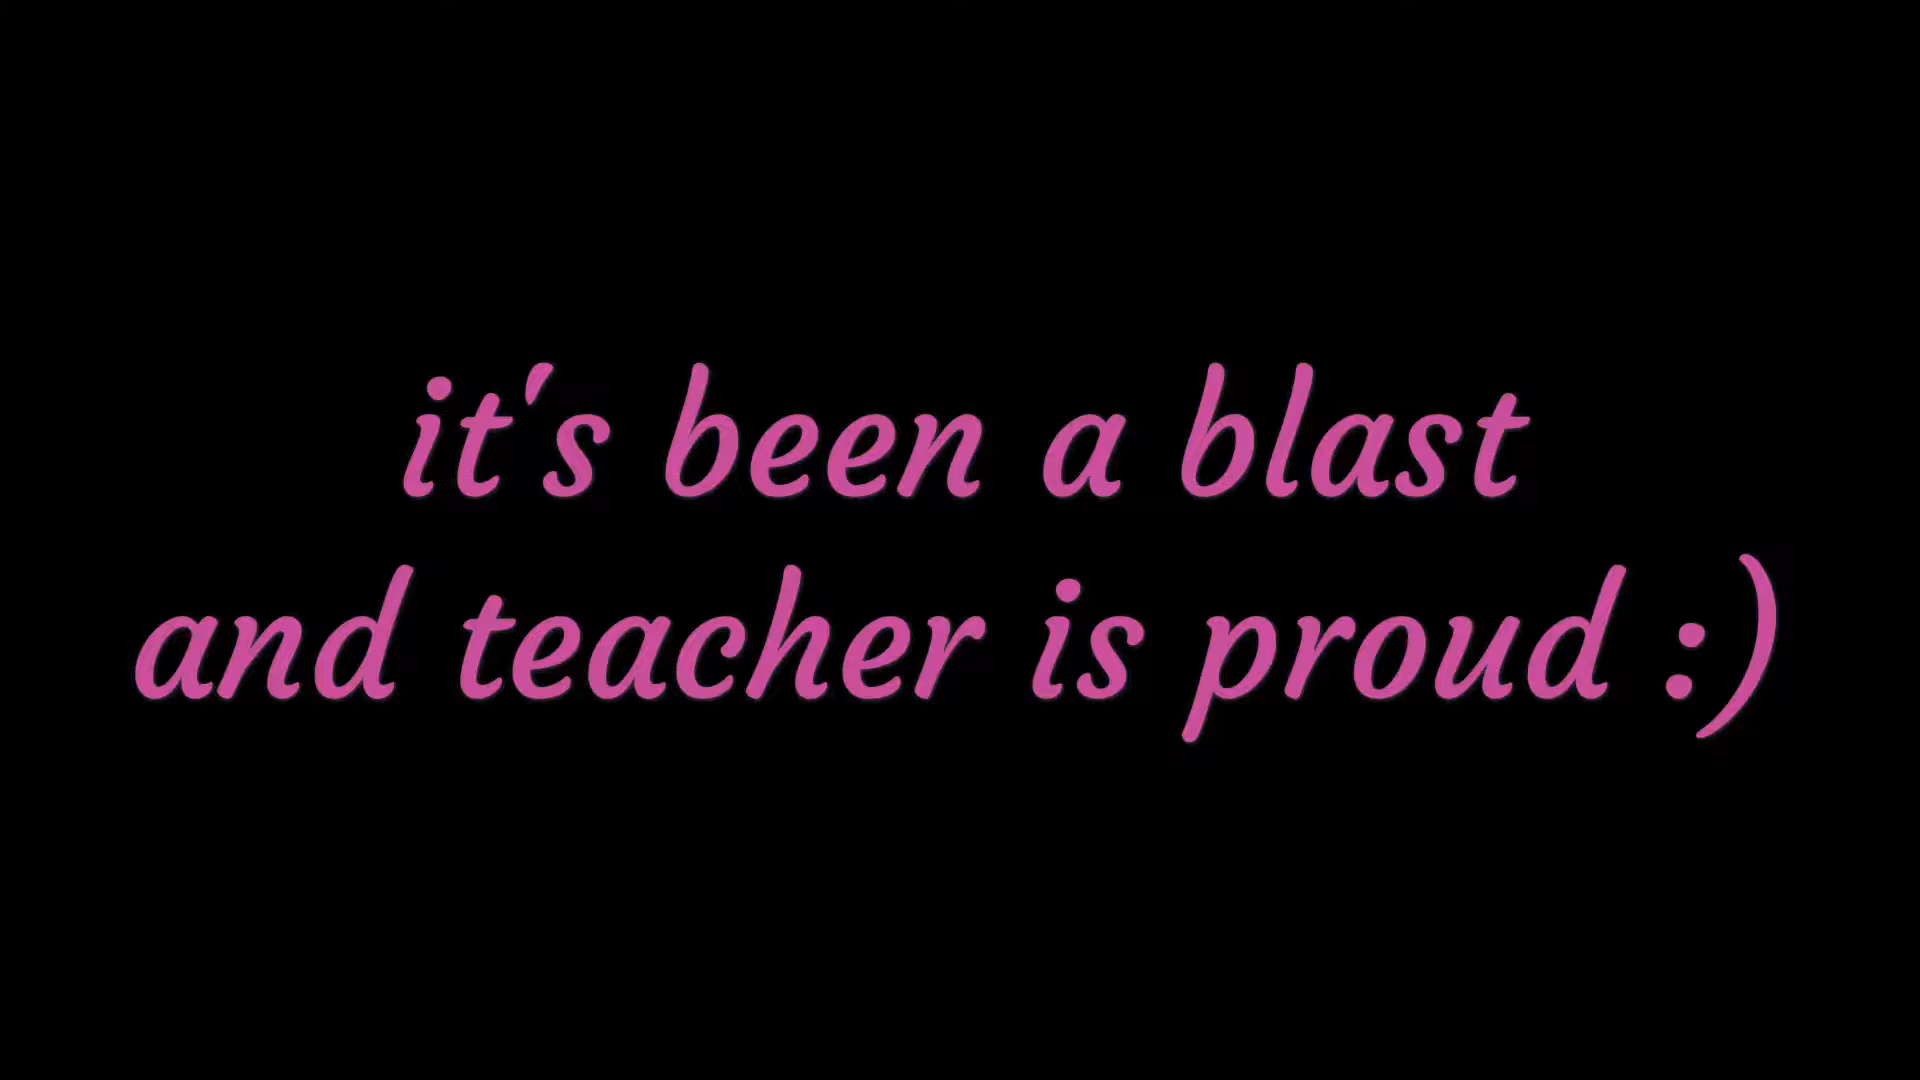 it's been a blast
and teacher is proud :)